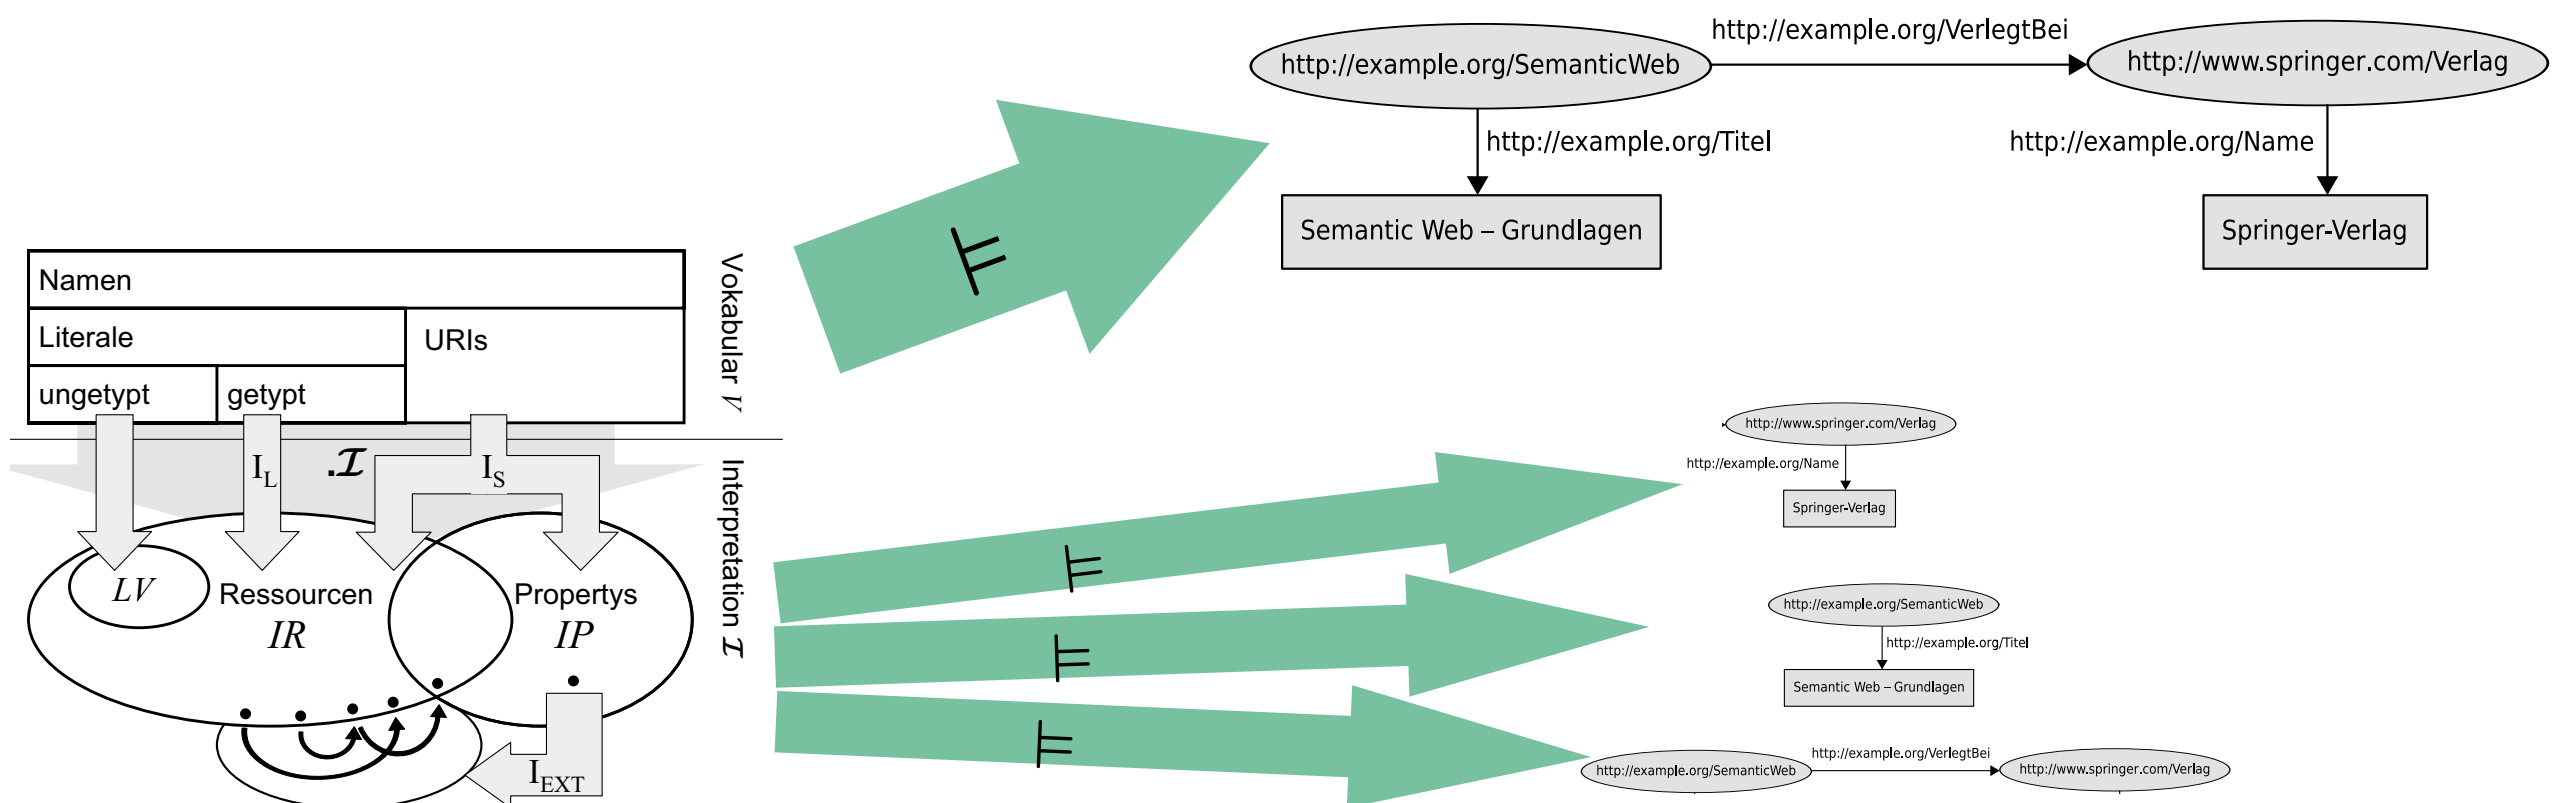 http://example.org/VerlegtBei
http://example.org/SemanticWeb
http://www.springer.com/Verlag
http://example.org/Titel
http://example.org/Name
Semantic Web – Grundlagen
Springer-Verlag
⊨
Namen
Literale
URIs
ungetypt
getypt
Vokabular V
I_L
.I
I_S
Interpretation I
LV
Ressourcen
IR
Propertys
IP
I_EXT
⊨
http://www.springer.com/Verlag
http://example.org/Name
Springer-Verlag
⊨
http://example.org/SemanticWeb
http://example.org/Titel
Semantic Web – Grundlagen
⊨
http://example.org/VerlegtBei
http://example.org/SemanticWeb
http://www.springer.com/Verlag